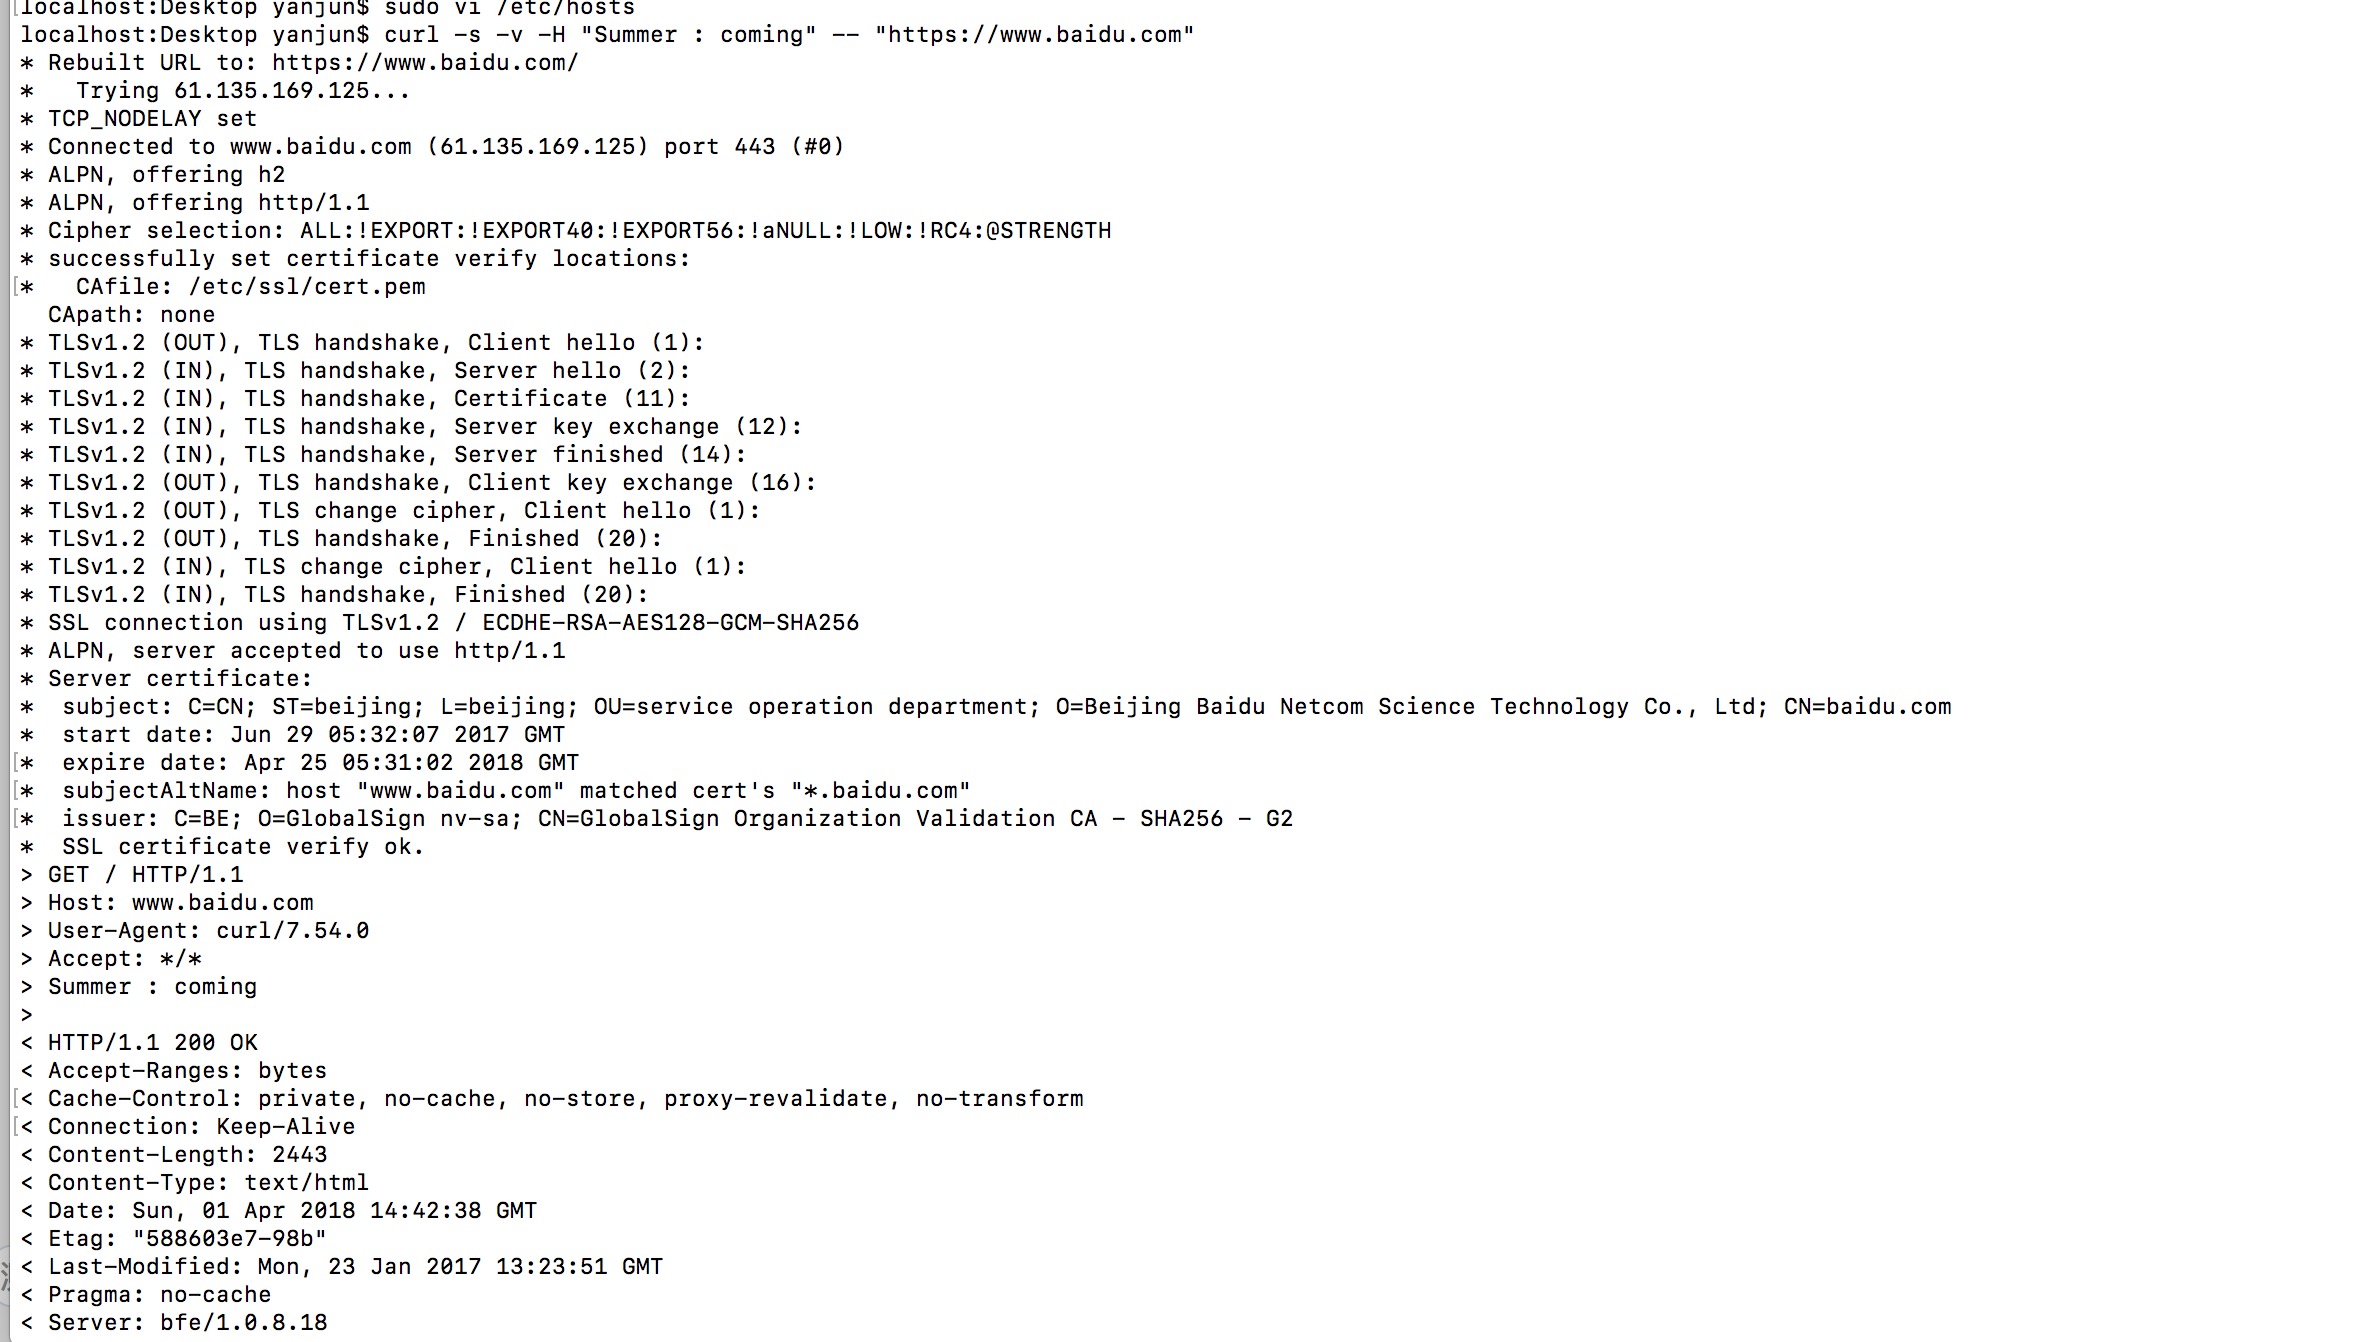 localhost:Desktop yanjun$ sudo vi /etc/hosts
localhost:Desktop yanjun$ curl -s -v -H "Summer : coming" -- "https://www.baidu.com"
* Rebuilt URL to: https://www.baidu.com/
*   Trying 61.135.169.125...
* TCP_NODELAY set
* Connected to www.baidu.com (61.135.169.125) port 443 (#0)
* ALPN, offering h2
* ALPN, offering http/1.1
* Cipher selection: ALL:!EXPORT:!EXPORT40:!EXPORT56:!aNULL:!LOW:!RC4:@STRENGTH
* successfully set certificate verify locations:
*   CAfile: /etc/ssl/cert.pem
  CApath: none
* TLSv1.2 (OUT), TLS handshake, Client hello (1):
* TLSv1.2 (IN), TLS handshake, Server hello (2):
* TLSv1.2 (IN), TLS handshake, Certificate (11):
* TLSv1.2 (IN), TLS handshake, Server key exchange (12):
* TLSv1.2 (IN), TLS handshake, Server finished (14):
* TLSv1.2 (OUT), TLS handshake, Client key exchange (16):
* TLSv1.2 (OUT), TLS change cipher, Client hello (1):
* TLSv1.2 (OUT), TLS handshake, Finished (20):
* TLSv1.2 (IN), TLS change cipher, Client hello (1):
* TLSv1.2 (IN), TLS handshake, Finished (20):
* SSL connection using TLSv1.2 / ECDHE-RSA-AES128-GCM-SHA256
* ALPN, server accepted to use http/1.1
* Server certificate:
*  subject: C=CN; ST=beijing; L=beijing; OU=service operation department; O=Beijing Baidu Netcom Science Technology Co., Ltd; CN=baidu.com
*  start date: Jun 29 05:32:07 2017 GMT
*  expire date: Apr 25 05:31:02 2018 GMT
*  subjectAltName: host "www.baidu.com" matched cert's "*.baidu.com"
*  issuer: C=BE; O=GlobalSign nv-sa; CN=GlobalSign Organization Validation CA - SHA256 - G2
*  SSL certificate verify ok.
> GET / HTTP/1.1
> Host: www.baidu.com
> User-Agent: curl/7.54.0
> Accept: */*
> Summer : coming
>
< HTTP/1.1 200 OK
< Accept-Ranges: bytes
< Cache-Control: private, no-cache, no-store, proxy-revalidate, no-transform
< Connection: Keep-Alive
< Content-Length: 2443
< Content-Type: text/html
< Date: Sun, 01 Apr 2018 14:42:38 GMT
< Etag: "588603e7-98b"
< Last-Modified: Mon, 23 Jan 2017 13:23:51 GMT
< Pragma: no-cache
< Server: bfe/1.0.8.18